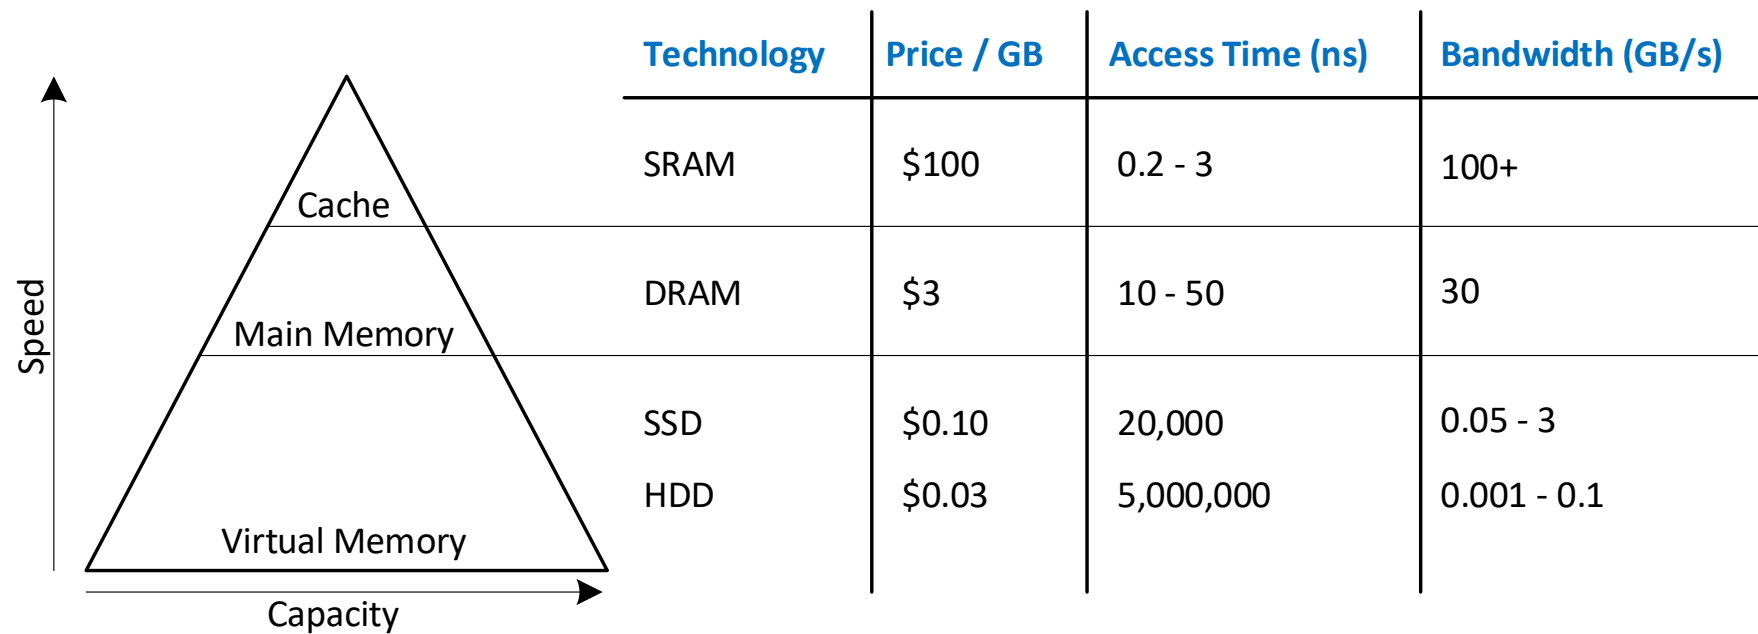 Technology Price / GB Access Time (ns) Bandwidth (GB/s)
SRAM $100 0.2 - 3 100+
Cache
DRAM $3 10 - 50 30
Main Memory
Speed
SSD $0.10 20,000 0.05 - 3
HDD $0.03 5,000,000 0.001 - 0.1
Virtual Memory
Capacity